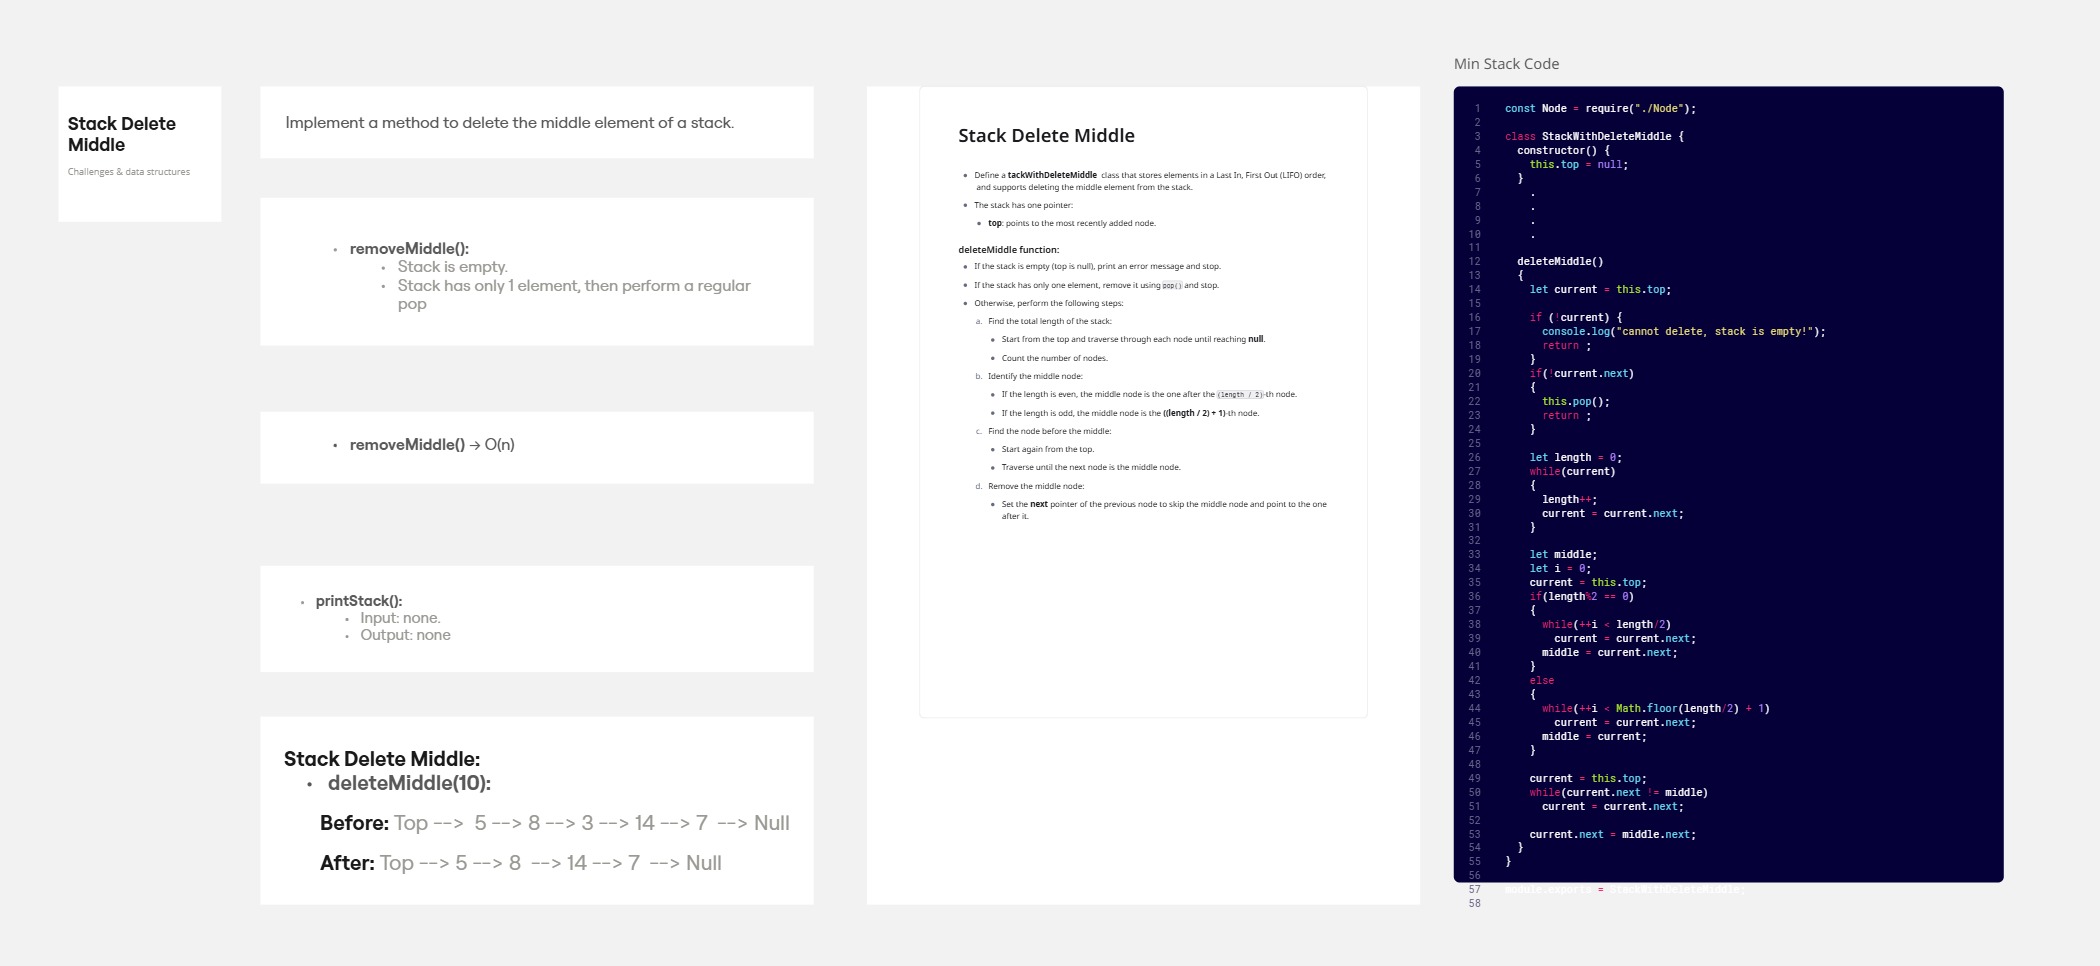 Stack Delete
Middle
Challenges & data structures
Implement a method to delete the middle element of a stack.
• removeMiddle():
• Stack is empty.
• Stack has only 1 element, then perform a regular
pop
• removeMiddle() → O(n)
• printStack():
• Input: none.
• Output: none
Stack Delete Middle:
• deleteMiddle(10):
Before: Top --> 5 --> 8 --> 3 --> 14 --> 7 --> Null
After: Top --> 5 --> 8 --> 14 --> 7 --> Null
Stack Delete Middle
• Define a tackWithDeleteMiddle class that stores elements in a Last In, First Out (LIFO) order,
and supports deleting the middle element from the stack.
• The stack has one pointer:
• top: points to the most recently added node.
deleteMiddle function:
• If the stack is empty (top is null), print an error message and stop.
• If the stack has only one element, remove it using pop() and stop.
• Otherwise, perform the following steps:
a. Find the total length of the stack:
• Start from the top and traverse through each node until reaching null.
• Count the number of nodes.
b. Identify the middle node:
• If the length is even, the middle node is the one after the (length / 2)-th node.
• If the length is odd, the middle node is the ((length / 2) + 1)-th node.
c. Find the node before the middle:
• Start again from the top.
• Traverse until the next node is the middle node.
d. Remove the middle node:
• Set the next pointer of the previous node to skip the middle node and point to the one
after it.
Min Stack Code
1 const Node = require("./Node");
2
3 class StackWithDeleteMiddle {
4 constructor() {
5 this.top = null;
6 }
7 .
8 .
9 .
10 .
11
12 deleteMiddle()
13 {
14 let current = this.top;
15
16 if (!current) {
17 console.log("cannot delete, stack is empty!");
18 return ;
19 }
20 if(!current.next)
21 {
22 this.pop();
23 return ;
24 }
25
26 let length = 0;
27 while(current)
28 {
29 length++;
30 current = current.next;
31 }
32
33 let middle;
34 let i = 0;
35 current = this.top;
36 if(length%2 == 0)
37 {
38 while(++i < length/2)
39 current = current.next;
40 middle = current.next;
41 }
42 else
43 {
44 while(++i < Math.floor(length/2) + 1)
45 current = current.next;
46 middle = current;
47 }
48
49 current = this.top;
50 while(current.next != middle)
51 current = current.next;
52
53 current.next = middle.next;
54 }
55 }
56
57 module.exports = StackWithDeleteMiddle;
58